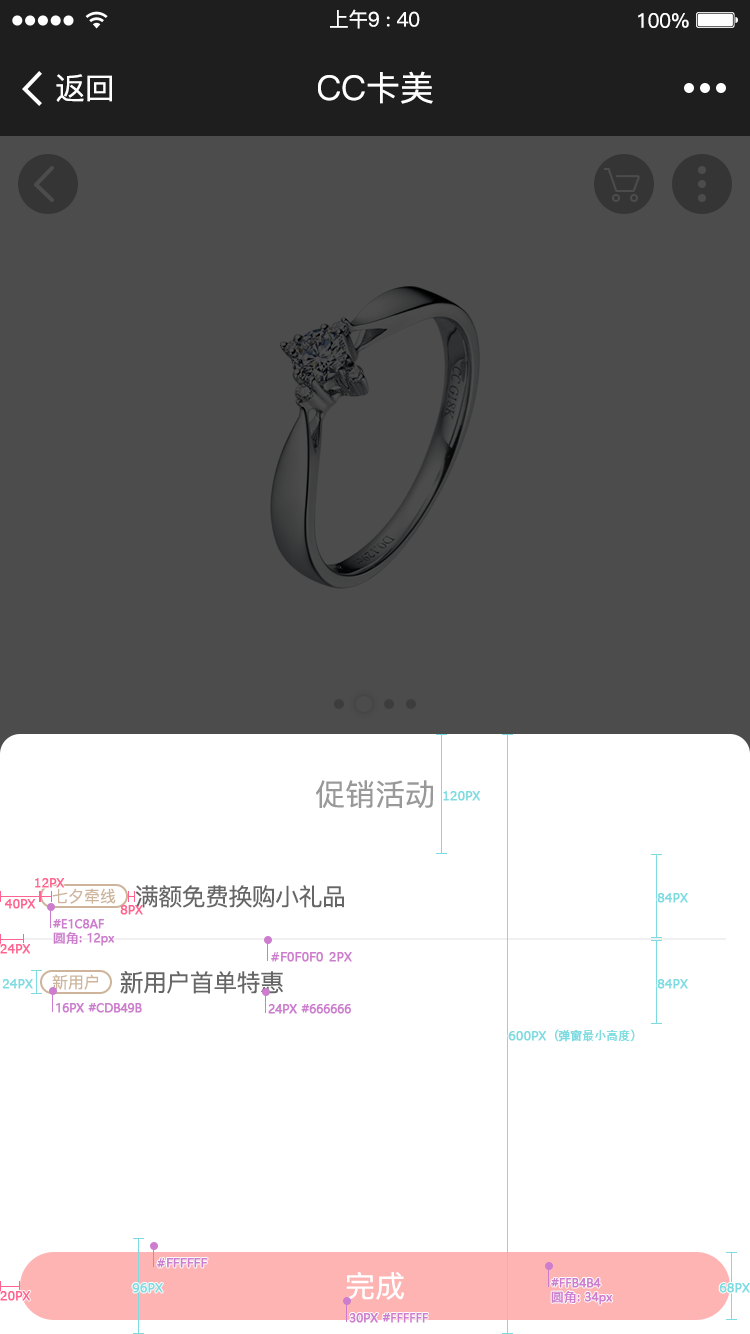 上午9 : 40
100%
返回
CC卡美
促销活动
120PX
12PX
七夕牵线
满额免费换购小礼品
40PX
8PX
84PX
#E1C8AF
圆角: 12px
24PX
#F0F0F0 2PX
24PX
新用户
新用户首单特惠
84PX
16PX #CDB49B
24PX #666666
600PX（弹窗最小高度）
#FFFFFF
#FFB4B4
圆角: 34px
20PX
96PX
完成
68PX
30PX #FFFFFF